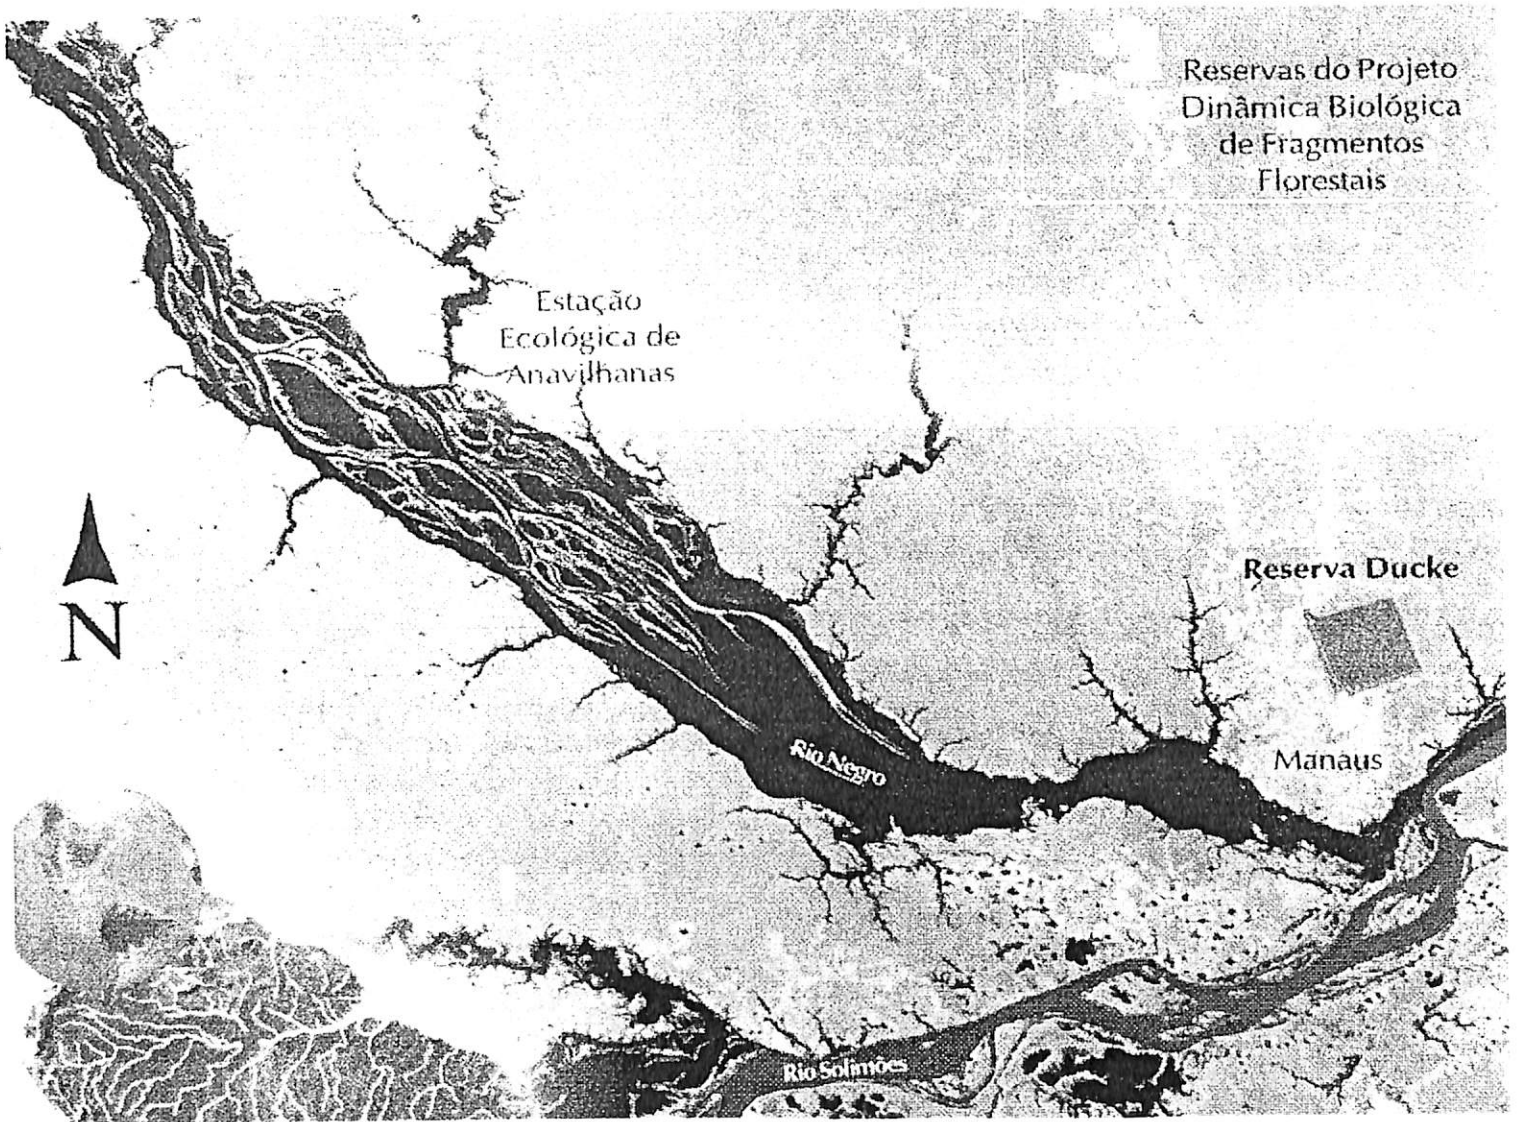 Reservas do Projeto
Dinâmica Biológica
de Fragmentos
Florestais
Estação
Ecológica de
Anavilhanas
Reserva Ducke
N
Manaus
Rio Negro
Rio Solimões